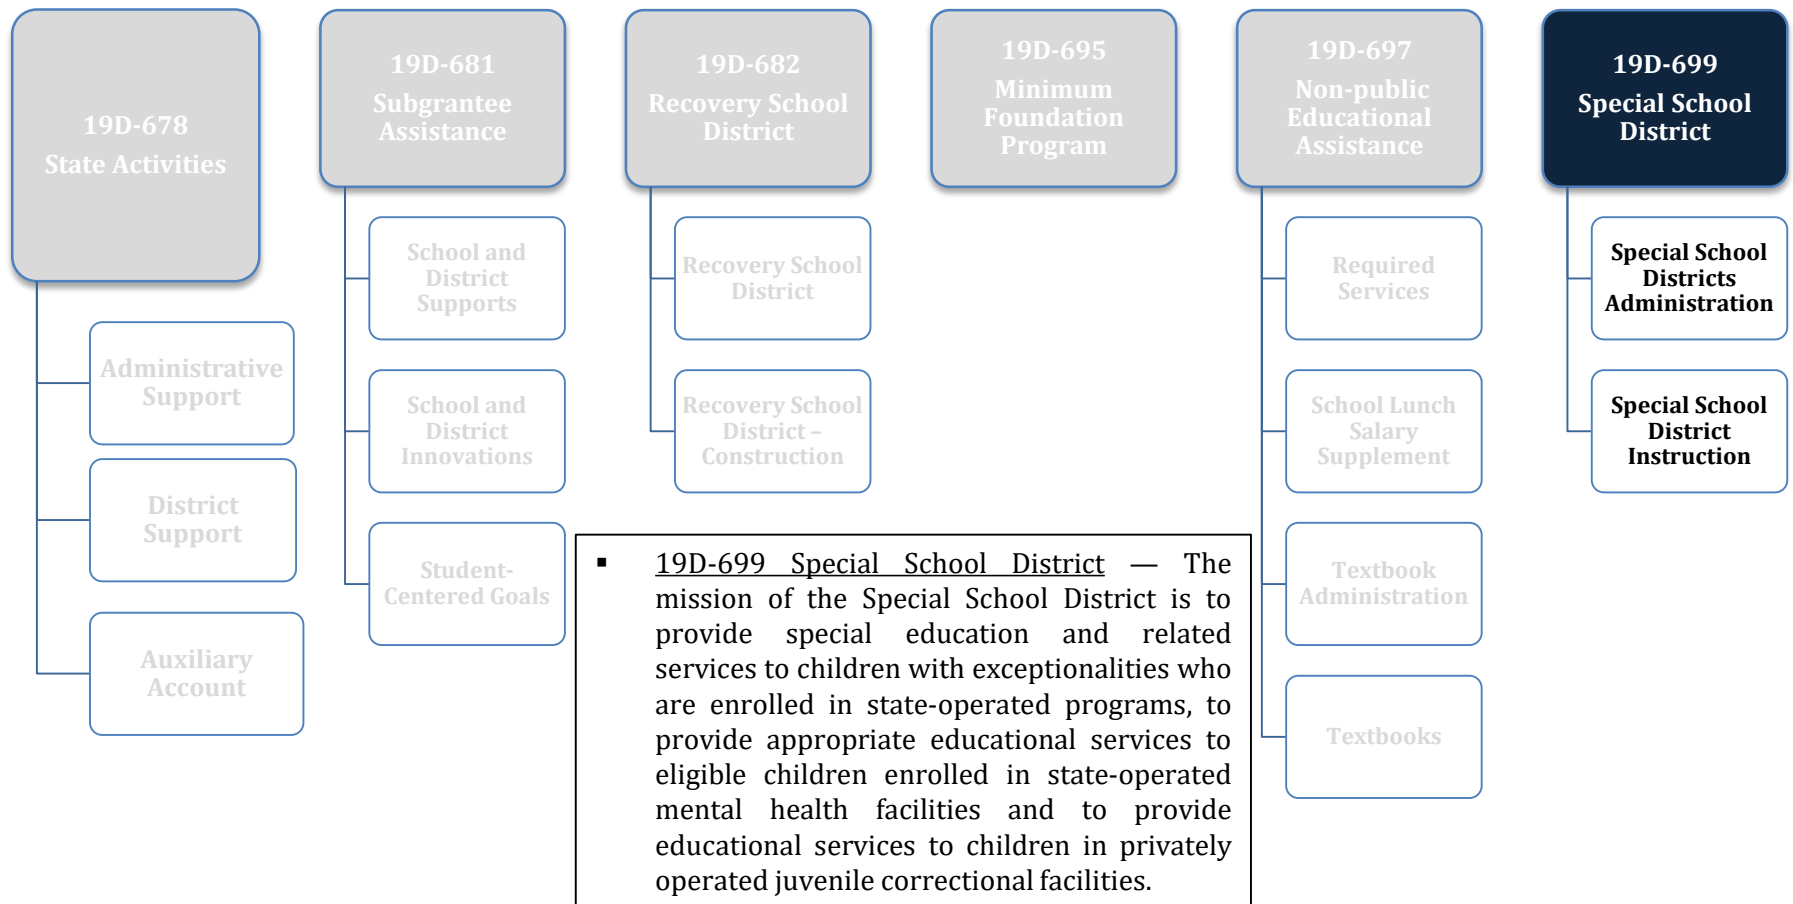 19D-678
State Activities
Administrative
Support
District
Support
Auxiliary
Account
19D-681
Subgrantee
Assistance
School and
District
Supports
School and
District
Innovations
Student-
Centered Goals
19D-682
Recovery School
District
Recovery School
District
Recovery School
District –
Construction
19D-695
Minimum
Foundation
Program
19D-697
Non-public
Educational
Assistance
Required
Services
School Lunch
Salary
Supplement
Textbook
Administration
Textbooks
19D-699
Special School
District
Special School
Districts
Administration
Special School
District
Instruction
▪ 19D-699 Special School District — The
mission of the Special School District is to
provide special education and related
services to children with exceptionalities who
are enrolled in state-operated programs, to
provide appropriate educational services to
eligible children enrolled in state-operated
mental health facilities and to provide
educational services to children in privately
operated juvenile correctional facilities.